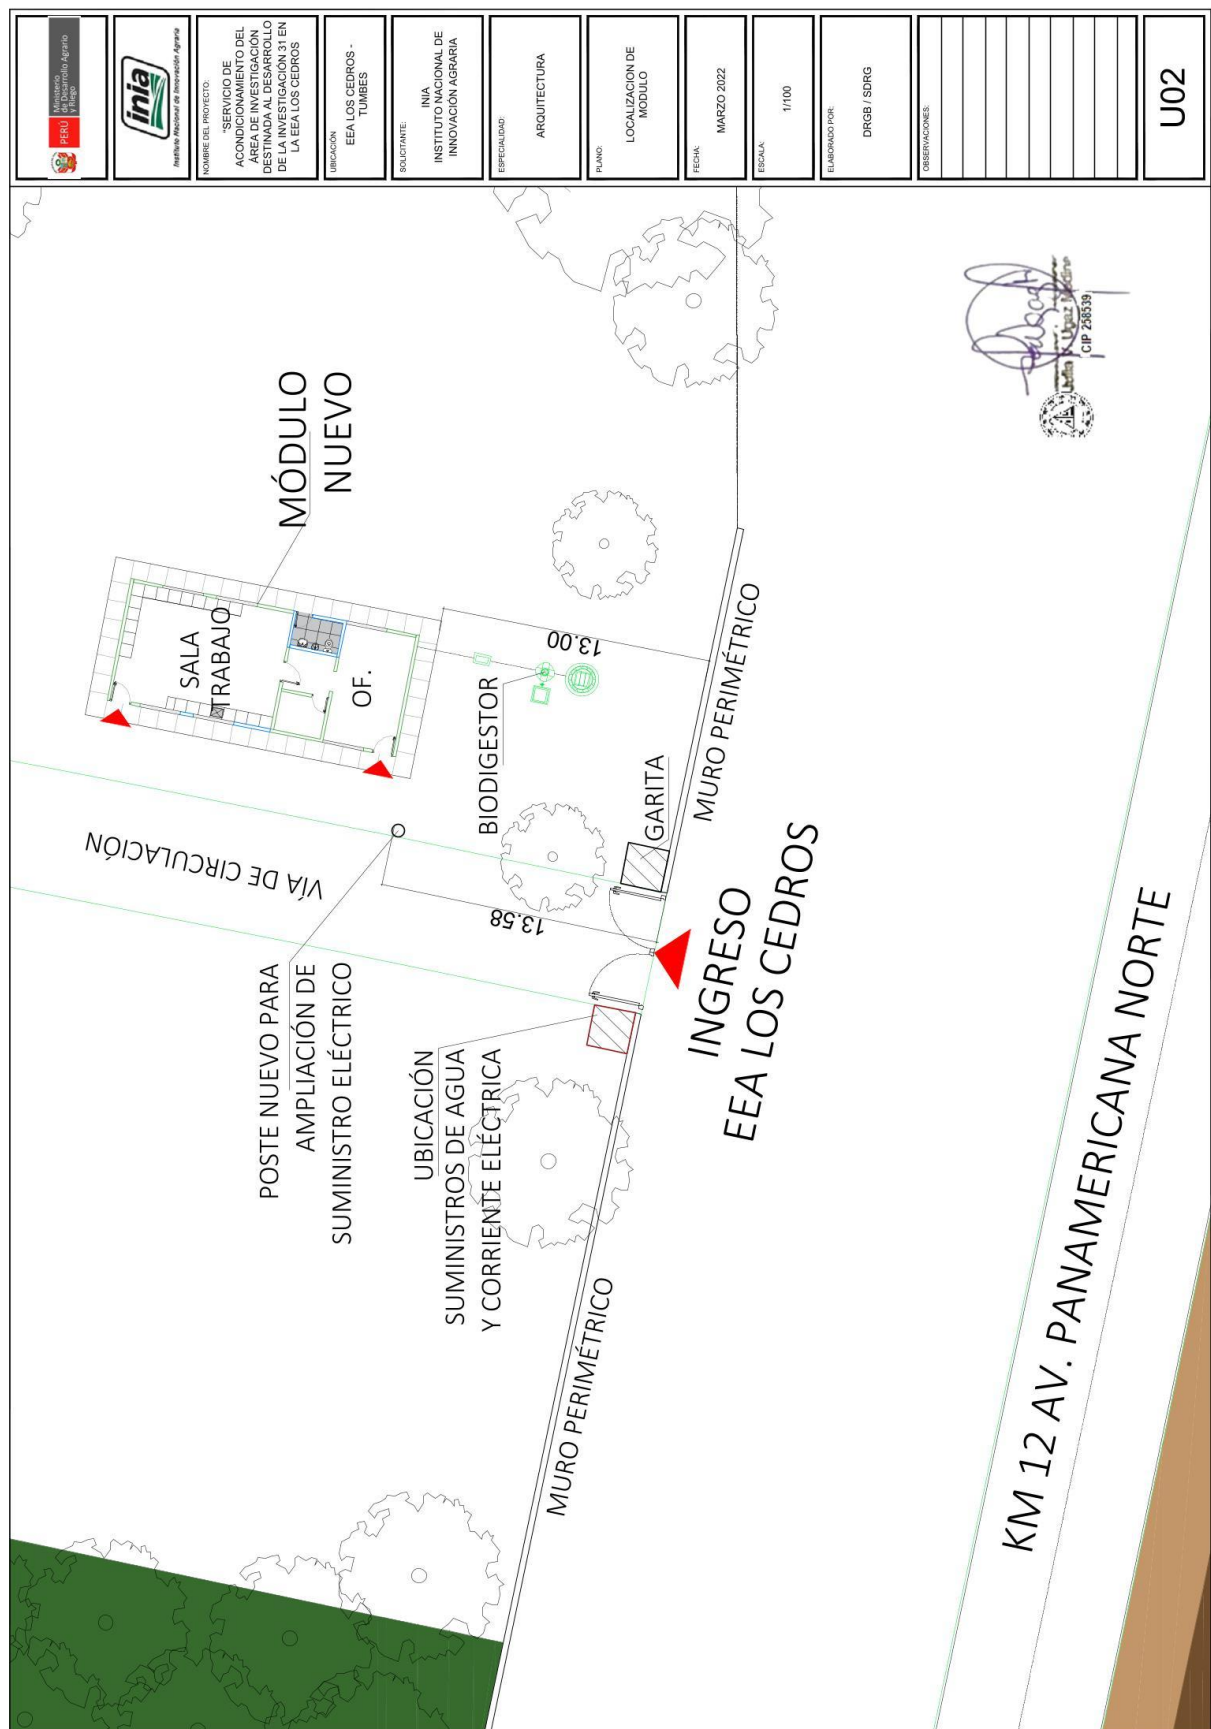 PERÚ
Ministerio
de Desarrollo Agrario
y Riego
inia
Instituto Nacional de Innovación Agraria
NOMBRE DEL PROYECTO:
"SERVICIO DE
ACONDICIONAMIENTO DEL
ÁREA DE INVESTIGACIÓN
DESTINADA AL DESARROLLO
DE LA INVESTIGACIÓN 31 EN
LA EEA LOS CEDROS
UBICACIÓN
EEA LOS CEDROS -
TUMBES
SOLICITANTE:
INIA
INSTITUTO NACIONAL DE
INNOVACIÓN AGRARIA
ESPECIALIDAD:
ARQUITECTURA
PLANO:
LOCALIZACION DE
MODULO
FECHA:
MARZO 2022
ESCALA:
1/100
ELABORADO POR:
DRGB / SDRG
OBSERVACIONES:
U02
MÓDULO
NUEVO
SALA
TRABAJO
OF.
VÍA DE CIRCULACIÓN
POSTE NUEVO PARA
AMPLIACIÓN DE
SUMINISTRO ELÉCTRICO
UBICACIÓN
SUMINISTROS DE AGUA
Y CORRIENTE ELÉCTRICA
BIODIGESTOR
13.00
13.58
GARITA
MURO PERIMÉTRICO
MURO PERIMÉTRICO
INGRESO
EEA LOS CEDROS
KM 12 AV. PANAMERICANA NORTE
Ugaz Medina
CIP 258539